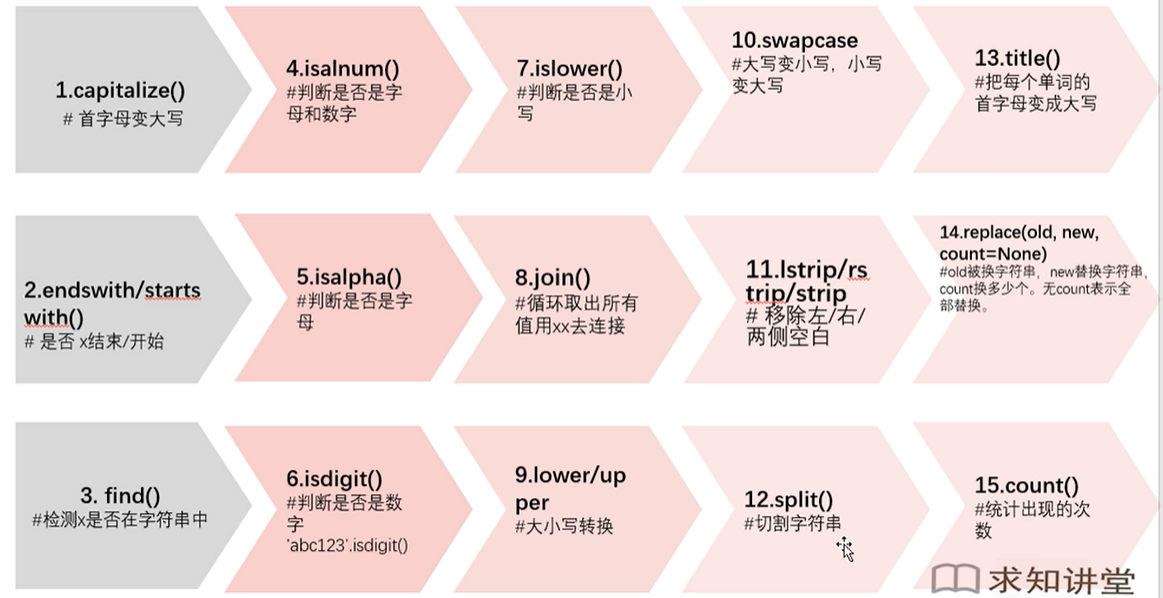 1.capitalize()
# 首字母变大写
4.isalnum()
#判断是否是字
母和数字
7.islower()
#判断是否是小
写
10.swapcase
#大写变小写，小写
变大写
13.title()
#把每个单词的
首字母变成大写
2.endswith/starts
with()
# 是否 x结束/开始
5.isalpha()
#判断是否是字
母
8.join()
#循环取出所有
值用xx去连接
11.lstrip/rs
trip/strip
# 移除左/右/
两侧空白
14.replace(old, new,
count=None)
#old被换字符串，new替换字符串，
count换多少个。无count表示全
部替换。
3. find()
#检测x是否在字符串中
6.isdigit()
#判断是否是数
字
'abc123'.isdigit()
9.lower/up
per
#大小写转换
12.split()
#切割字符串
15.count()
#统计出现的次
数
求知讲堂